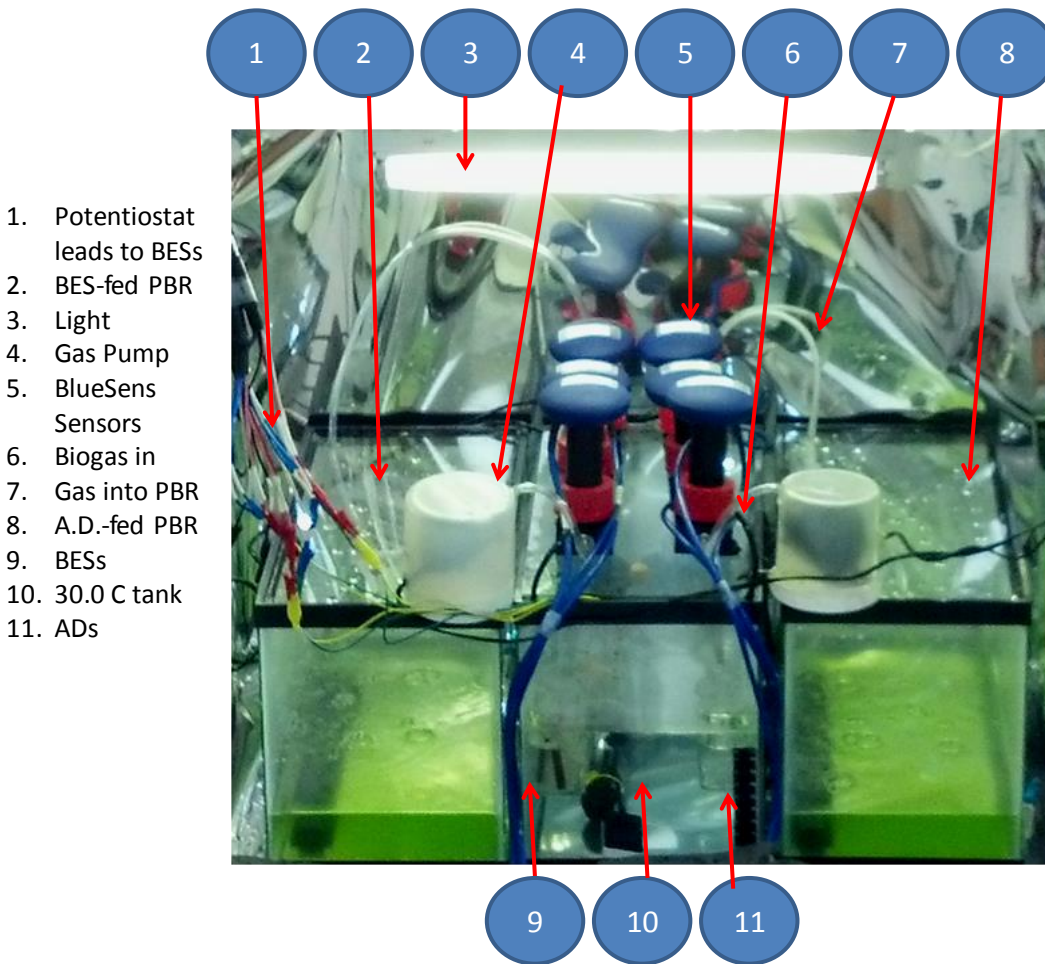 1 2 3 4 5 6 7 8
1. Potentiostat
leads to BESs
2. BES-fed PBR
3. Light
4. Gas Pump
5. BlueSens
Sensors
6. Biogas in
7. Gas into PBR
8. A.D.-fed PBR
9. BESs
10. 30.0 C tank
11. ADs
9 10 11